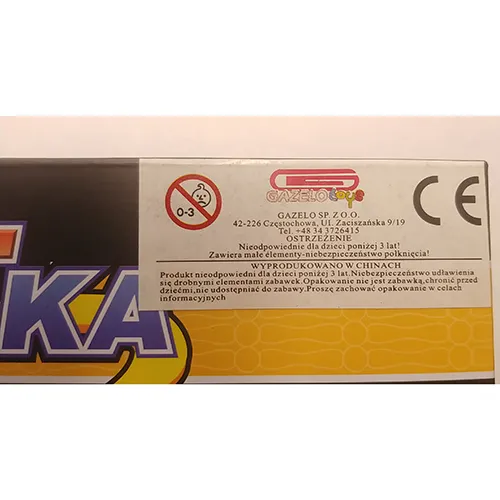 0-3
GAZELO toys
CE
GAZELO SP. Z O.O.
42-226 Częstochowa, Ul. Zaciszańska 9/19
Tel. +48 34 3726415
OSTRZEŻENIE
Nieodpowiednie dla dzieci poniżej 3 lat!
Zawiera małe elementy-niebezpieczeństwo połknięcia!
WYPRODUKOWANO W CHINACH
Produkt nieodpowiedni dla dzieci poniżej 3 lat.Niebezpieczeństwo udławienia
się drobnymi elementami zabawek.Opakowanie nie jest zabawką,chronić przed
dziećmi,nie udostępniać do zabawy.Proszę zachować opakowanie w celach
informacyjnych
KA